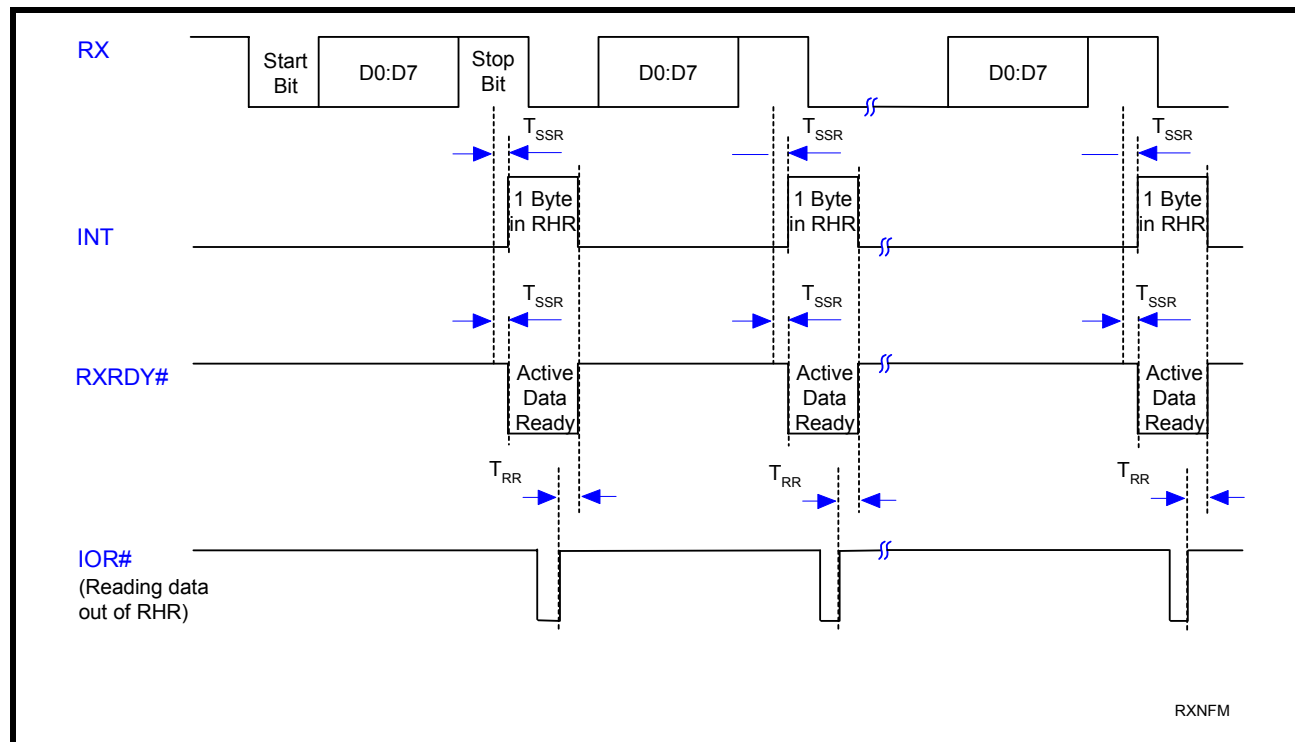 RX
Start
Bit
D0:D7
Stop
Bit
D0:D7
D0:D7
TSSR
TSSR
TSSR
INT
1 Byte
in RHR
1 Byte
in RHR
1 Byte
in RHR
TSSR
TSSR
TSSR
RXRDY#
Active
Data
Ready
Active
Data
Ready
Active
Data
Ready
TRR
TRR
TRR
IOR#
(Reading data
out of RHR)
RXNFM